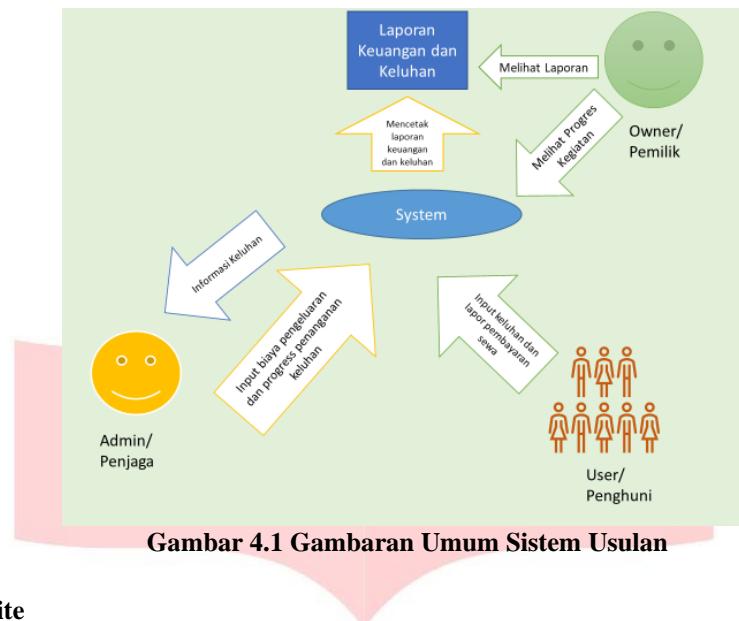 Laporan
Keuangan dan
Keluhan
Melihat Laporan
Owner/
Pemilik
Mencetak
laporan
keuangan
dan keluhan
Melihat Progres
Kegiatan
System
Informasi Keluhan
Input biaya pengeluaran
dan progress penanganan
keluhan
Input keluhan dan
lapor pembayaran
sewa
Admin/
Penjaga
User/
Penghuni
Gambar 4.1 Gambaran Umum Sistem Usulan
ite